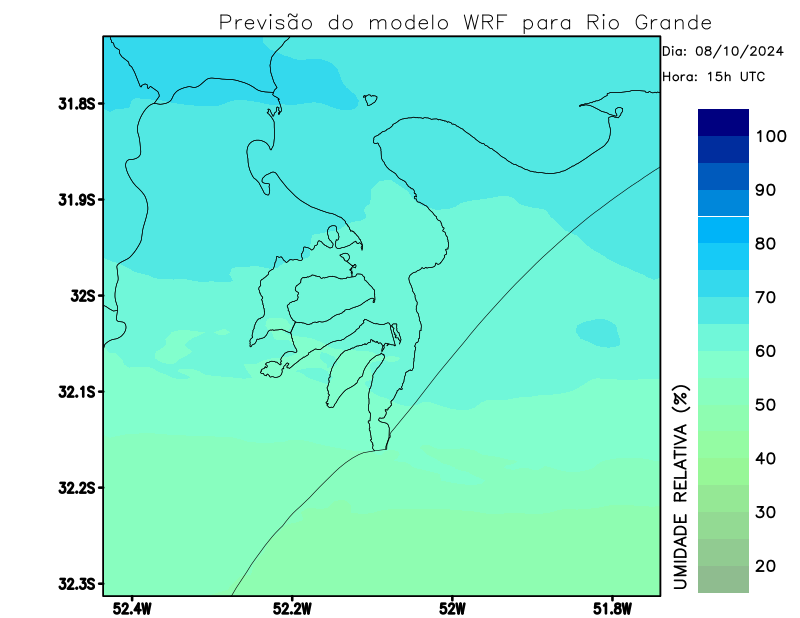 Previsão do modelo WRF para Rio Grande
Dia: 08/10/2024
Hora: 15h UTC
31.8S
31.9S
32S
32.1S
32.2S
32.3S
52.4W
52.2W
52W
51.8W
100
90
80
70
60
50
40
30
20
UMIDADE RELATIVA (%)